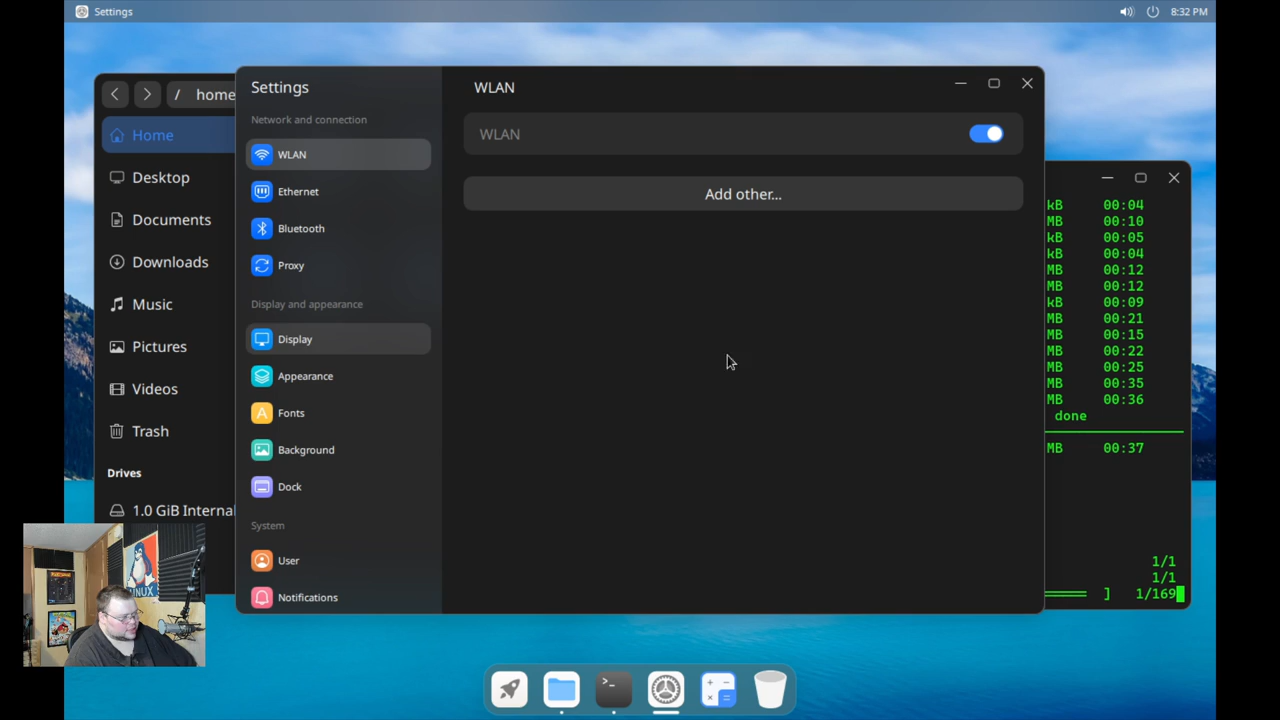 Settings
8:32 PM
/ home
Home
Desktop
Documents
Downloads
Music
Pictures
Videos
Trash
Drives
1.0 GiB Interna
Settings
Network and connection
WLAN
Ethernet
Bluetooth
Proxy
Display and appearance
Display
Appearance
Fonts
Background
Dock
System
User
Notifications
WLAN
WLAN
Add other...
kB 00:04
MB 00:10
kB 00:05
kB 00:04
MB 00:12
MB 00:12
kB 00:09
MB 00:21
MB 00:15
MB 00:22
MB 00:25
MB 00:35
MB 00:36
done
MB 00:37
1/1
1/1
] 1/169
>-